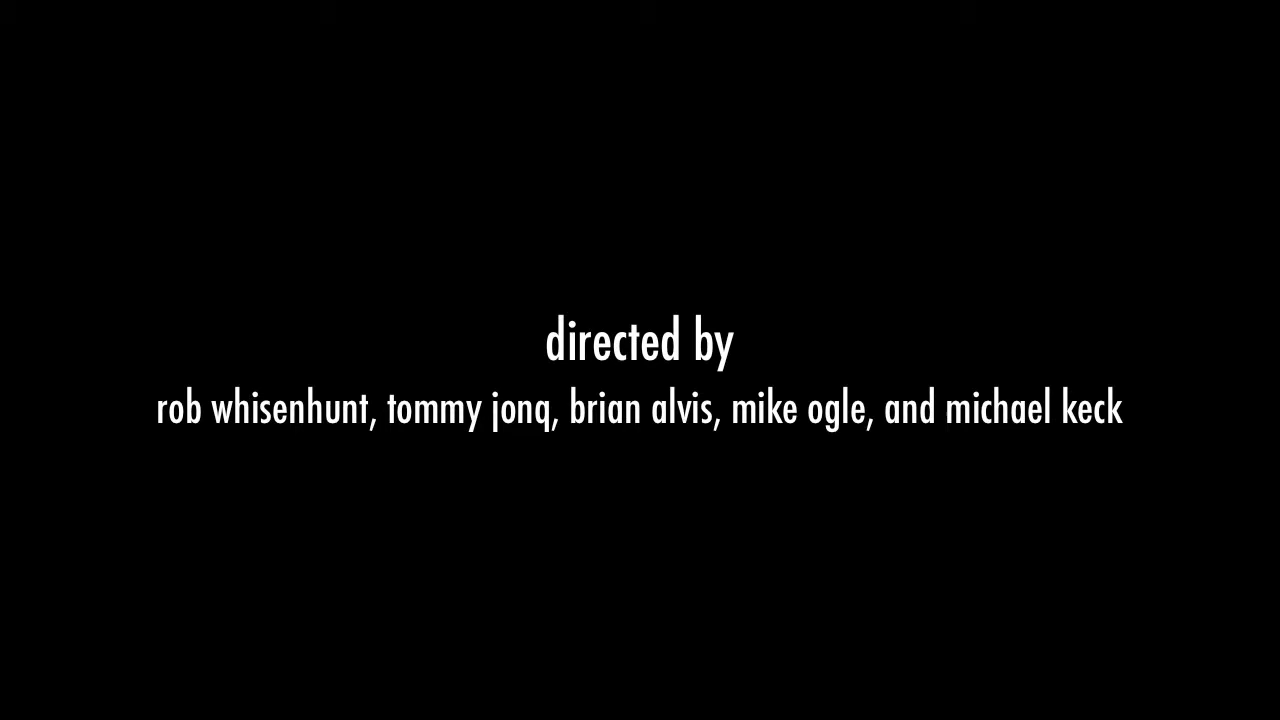 directed by
rob whisenhunt, tommy jonq, brian alvis, mike ogle, and michael keck